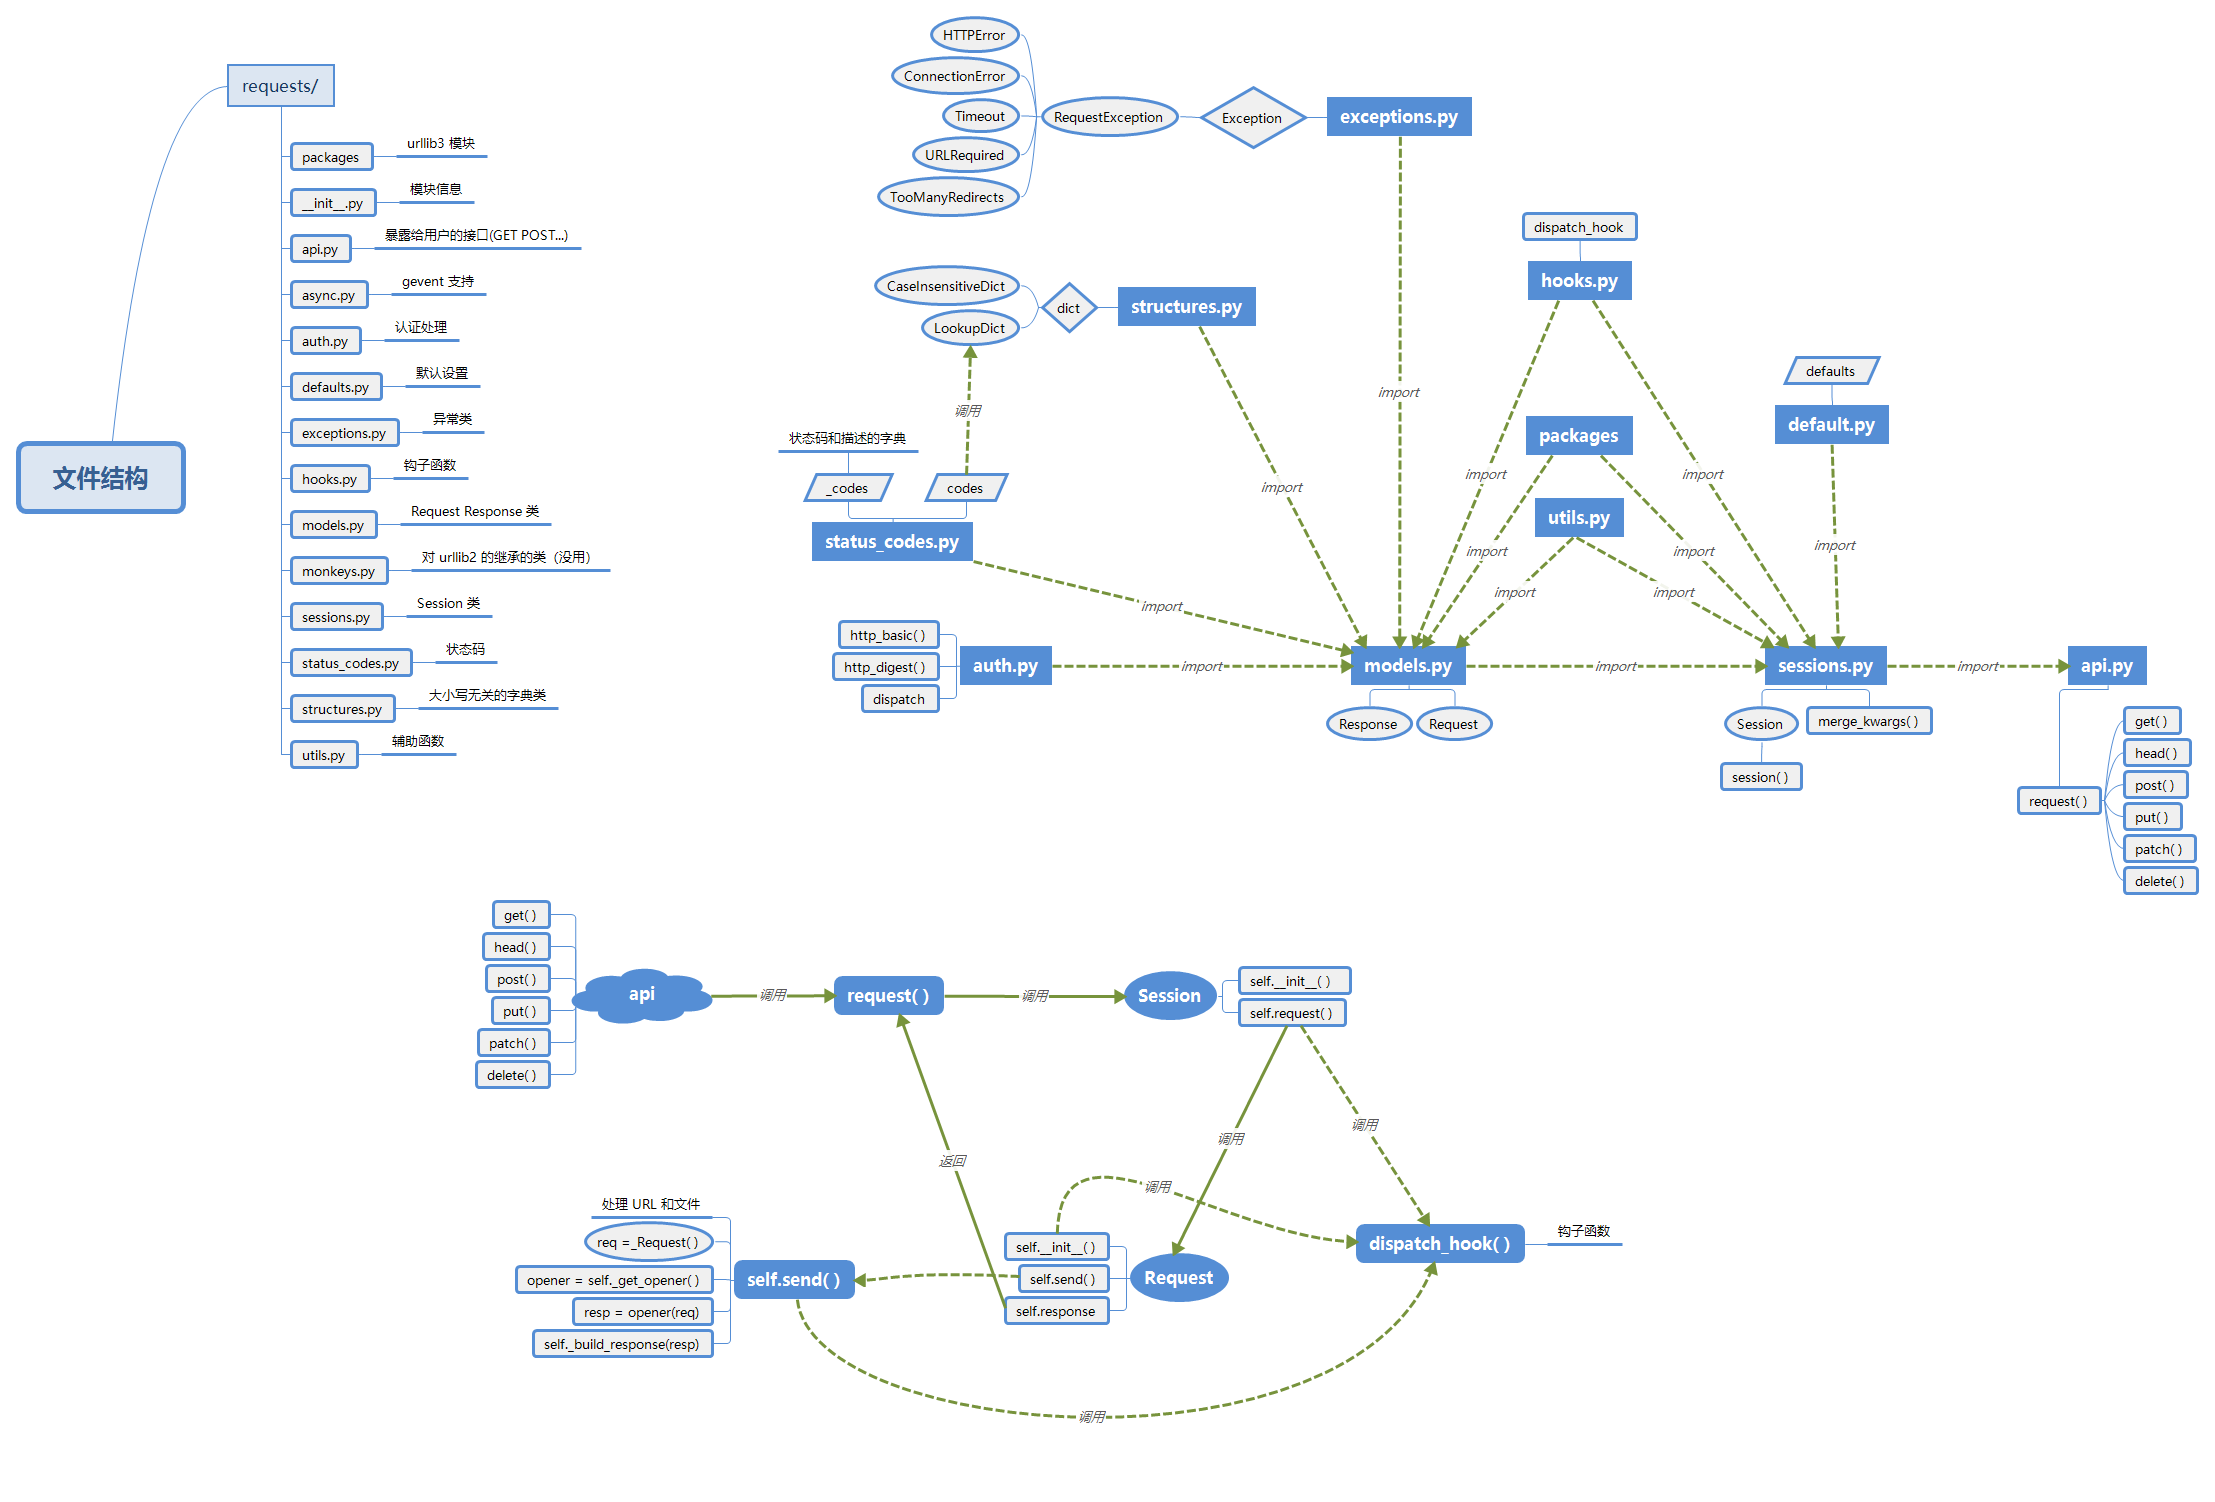 文件结构
requests/
packages
urllib3 模块
__init__.py
模块信息
api.py
暴露给用户的接口(GET POST...)
async.py
gevent 支持
auth.py
认证处理
defaults.py
默认设置
exceptions.py
异常类
hooks.py
钩子函数
models.py
Request Response 类
monkeys.py
对 urllib2 的继承的类（没用）
sessions.py
Session 类
status_codes.py
状态码
structures.py
大小写无关的字典类
utils.py
辅助函数
HTTPError
ConnectionError
Timeout
URLRequired
TooManyRedirects
RequestException
Exception
exceptions.py
import
CaseInsensitiveDict
LookupDict
dict
structures.py
import
调用
状态码和描述的字典
_codes
codes
status_codes.py
import
dispatch_hook
hooks.py
import
import
packages
import
import
utils.py
import
import
defaults
default.py
import
http_basic( )
http_digest( )
dispatch
auth.py
import
models.py
Response
Request
import
sessions.py
Session
merge_kwargs( )
session( )
import
api.py
request( )
get( )
head( )
post( )
put( )
patch( )
delete( )
get( )
head( )
post( )
put( )
patch( )
delete( )
api
调用
request( )
调用
Session
self.__init__( )
self.request( )
调用
调用
返回
调用
处理 URL 和文件
req =_Request( )
opener = self._get_opener( )
resp = opener(req)
self._build_response(resp)
self.send( )
self.__init__( )
self.send( )
self.response
Request
dispatch_hook( )
钩子函数
调用